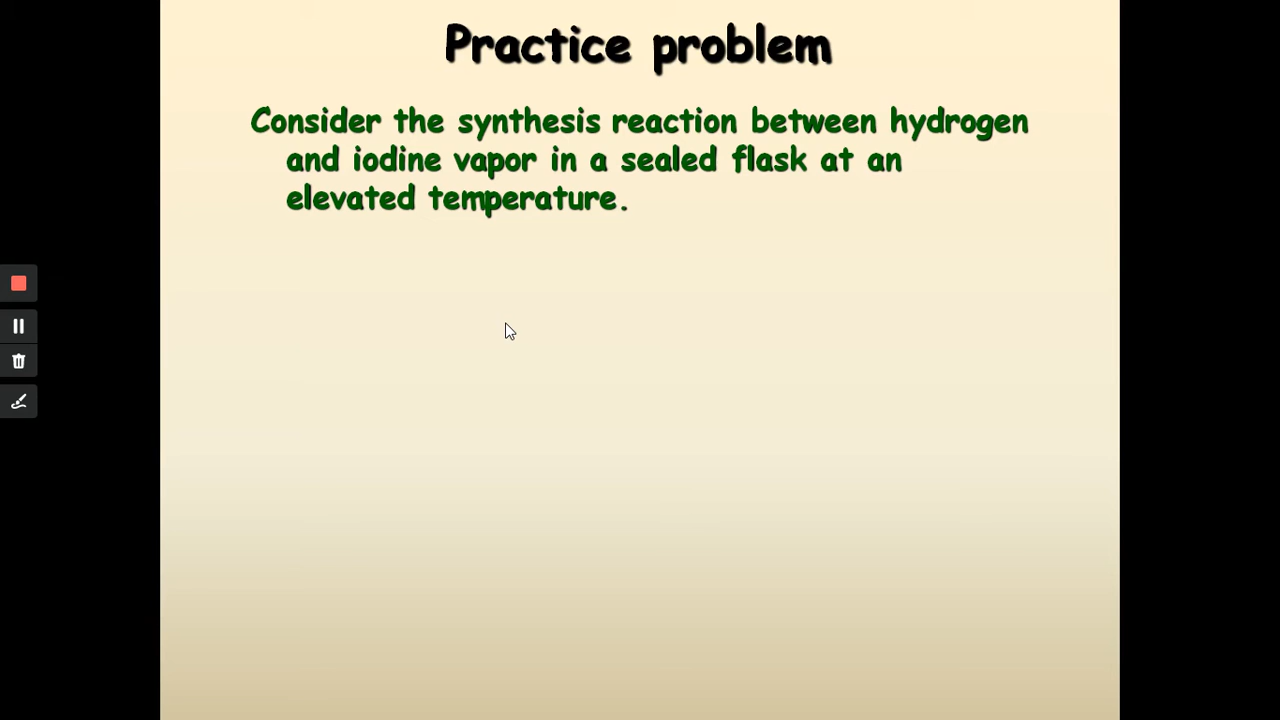 Practice problem
Consider the synthesis reaction between hydrogen
and iodine vapor in a sealed flask at an
elevated temperature.